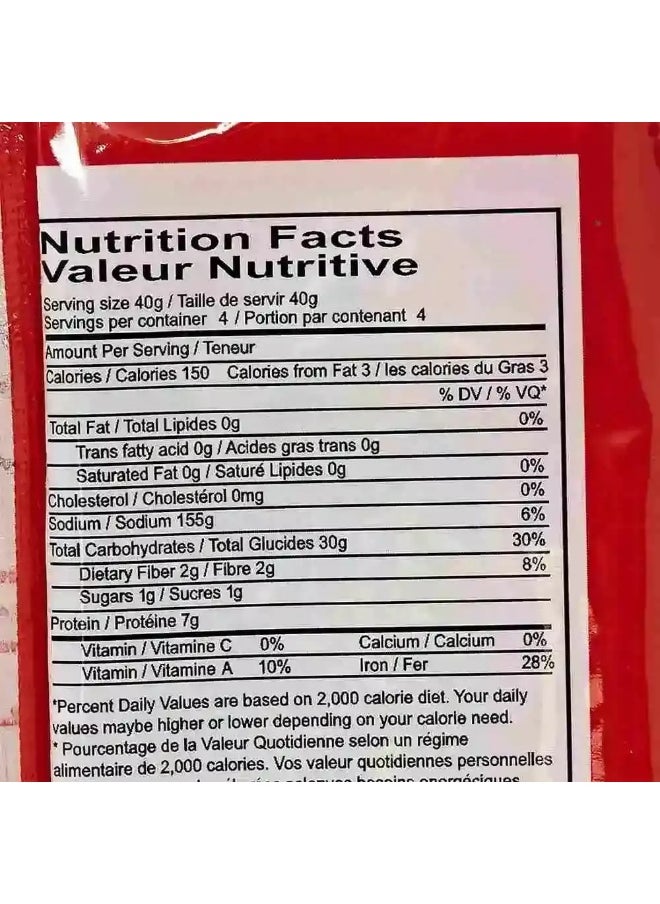 Nutrition Facts
Valeur Nutritive
Serving size 40g / Taille de servir 40g
Servings per container 4 / Portion par contenant 4
Amount Per Serving / Teneur
Calories / Calories 150 Calories from Fat 3 / les calories du Gras 3
% DV / % VQ*
Total Fat / Total Lipides 0g 0%
Trans fatty acid 0g / Acides gras trans 0g
Saturated Fat 0g / Saturé Lipides 0g 0%
Cholesterol / Cholestérol 0mg 0%
Sodium / Sodium 155g 6%
Total Carbohydrates / Total Glucides 30g 30%
Dietary Fiber 2g / Fibre 2g 8%
Sugars 1g / Sucres 1g
Protein / Protéine 7g
Vitamin / Vitamine C 0% Calcium / Calcium 0%
Vitamin / Vitamine A 10% Iron / Fer 28%
*Percent Daily Values are based on 2,000 calorie diet. Your daily
values maybe higher or lower depending on your calorie need.
* Pourcentage de la Valeur Quotidienne selon un régime
alimentaire de 2,000 calories. Vos valeur quotidiennes personnelles